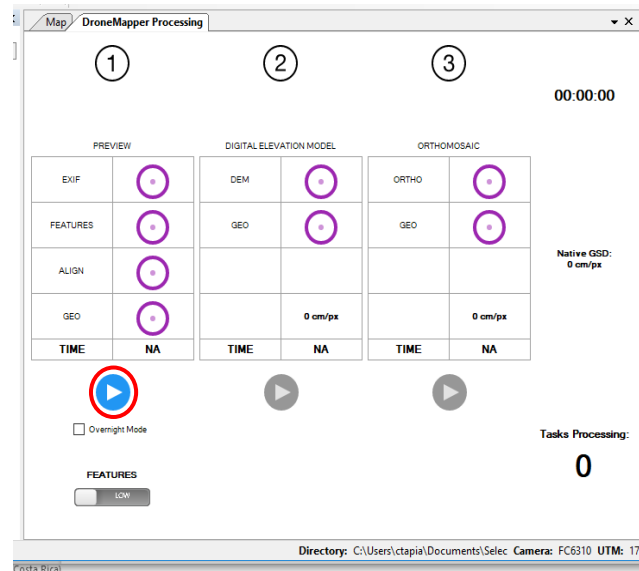 Map DroneMapper Processing
1 2 3
00:00:00
PREVIEW DIGITAL ELEVATION MODEL ORTHOMOSAIC
EXIF DEM ORTHO
FEATURES GEO GEO
Native GSD:
0 cm/px
ALIGN
GEO 0 cm/px 0 cm/px
TIME NA TIME NA TIME NA
Overnight Mode
Tasks Processing:
0
FEATURES
LOW
Directory: C:\Users\ctapia\Documents\Selec Camera: FC6310 UTM: 17
Costa Rica)